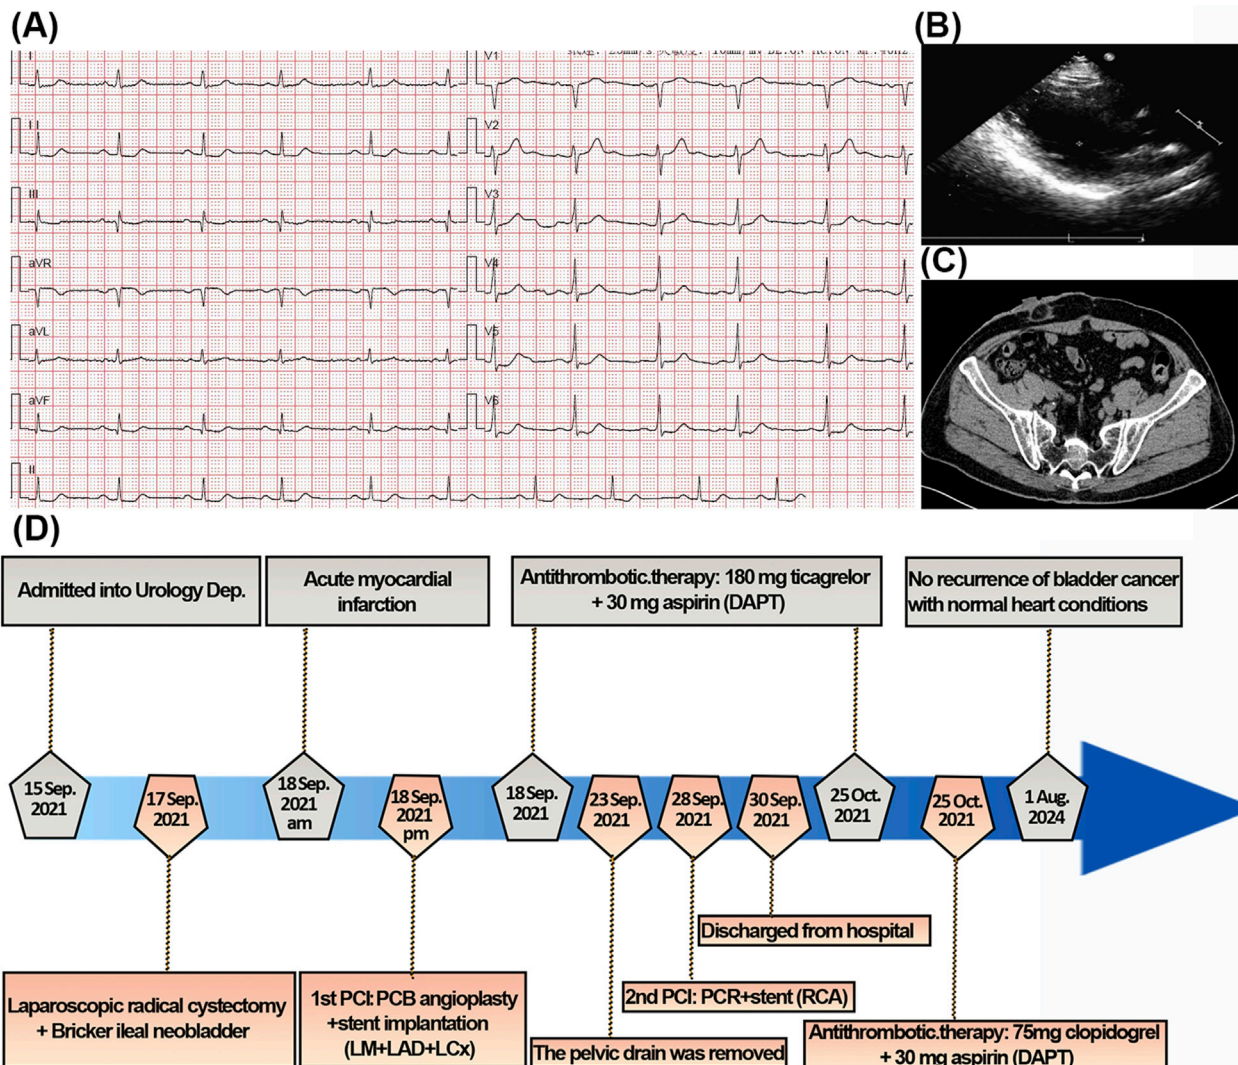 (A)
(B)
I
V1
II
V2
III
V3
(C)
aVR
V4
aVL
V5
aVF
V6
II
(D)
Admitted into Urology Dep.
Acute myocardial
infarction
Antithrombotic.therapy: 180 mg ticagrelor
+ 30 mg aspirin (DAPT)
No recurrence of bladder cancer
with normal heart conditions
15 Sep.
2021
17 Sep.
2021
18 Sep.
2021
am
18 Sep.
2021
pm
18 Sep.
2021
23 Sep.
2021
28 Sep.
2021
30 Sep.
2021
25 Oct.
2021
25 Oct.
2021
1 Aug.
2024
Discharged from hospital
Laparoscopic radical cystectomy
+ Bricker ileal neobladder
1st PCI: PCB angioplasty
+stent implantation
(LM+LAD+LCx)
2nd PCI: PCR+stent (RCA)
The pelvic drain was removed
Antithrombotic.therapy: 75mg clopidogrel
+ 30 mg aspirin (DAPT)